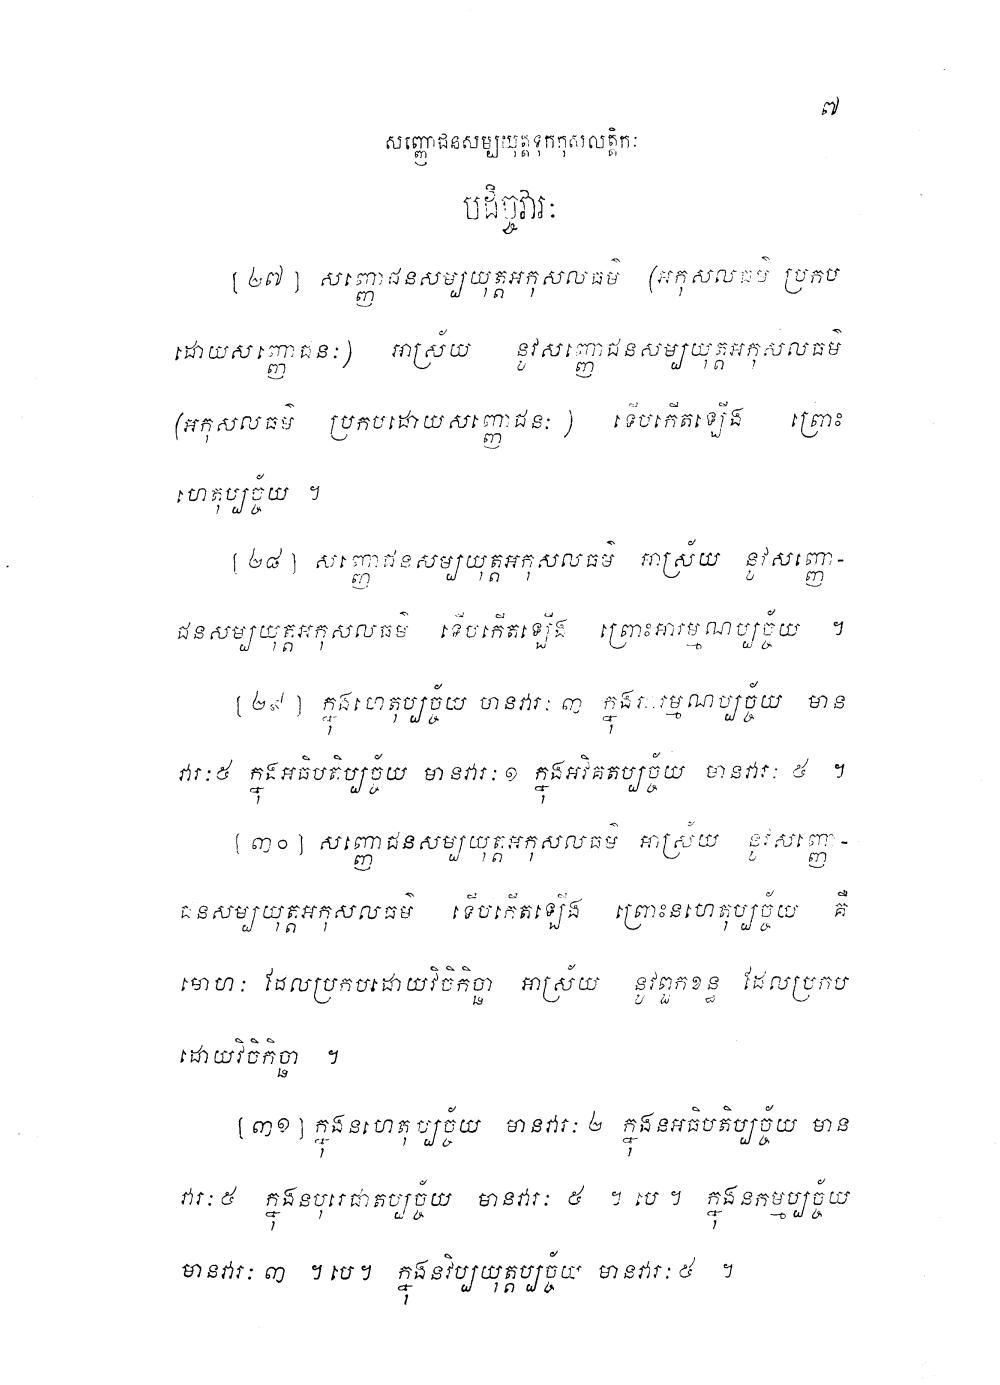 ៧
សញ្ញោជនសម្បយុត្តទុកកុសលត្តិកៈ
បដិច្ចវារៈ
[២៧] សញ្ញោជនសម្បយុត្តអកុសលធម៌ (អកុសលធម៌ ប្រកប
ដោយសញ្ញោជនៈ) អាស្រ័យ នូវសញ្ញោជនសម្បយុត្តអកុសលធម៌
(អកុសលធម៌ ប្រកបដោយសញ្ញោជនៈ) ទើបកើតឡើង ព្រោះ
ហេតុប្បច្ច័យ ។
[២៨] សញ្ញោជនសម្បយុត្តអកុសលធម៌ អាស្រ័យ នូវសញ្ញោ-
ជនសម្បយុត្តអកុសលធម៌ ទើបកើតឡើង ព្រោះអារម្មណប្បច្ច័យ ។
[២៩] ក្នុងហេតុប្បច្ច័យ មានវារៈ ៣ ក្នុងអារម្មណប្បច្ច័យ មាន
វារៈ ៥ ក្នុងអធិបតិប្បច្ច័យ មានវារៈ ១ ក្នុងអវិគតប្បច្ច័យ មានវារៈ ៥ ។
[៣០] សញ្ញោជនសម្បយុត្តអកុសលធម៌ អាស្រ័យ នូវសញ្ញោ-
ជនសម្បយុត្តអកុសលធម៌ ទើបកើតឡើង ព្រោះនហេតុប្បច្ច័យ គឺ
មោហៈ ដែលប្រកបដោយវិចិកិច្ឆា អាស្រ័យ នូវពួកខន្ធ ដែលប្រកប
ដោយវិចិកិច្ឆា ។
[៣១] ក្នុងនហេតុប្បច្ច័យ មានវារៈ ២ ក្នុងនអធិបតិប្បច្ច័យ មាន
វារៈ ៥ ក្នុងនបុរេជាតប្បច្ច័យ មានវារៈ ៥ ។ បេ ។ ក្នុងនកម្មប្បច្ច័យ
មានវារៈ ៣ ។ បេ ។ ក្នុងនវិប្បយុត្តប្បច្ច័យ មានវារៈ ៥ ។